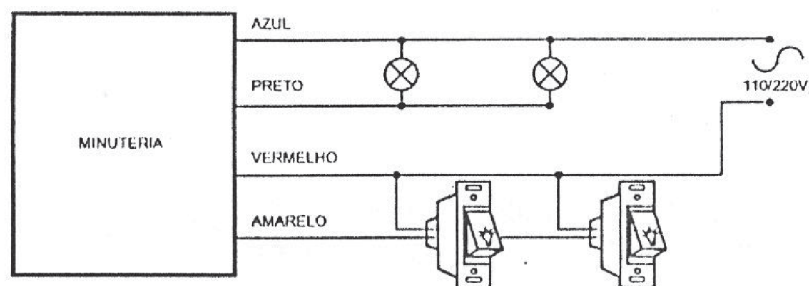 AZUL
PRETO
110/220V
MINUTERIA
VERMELHO
AMARELO